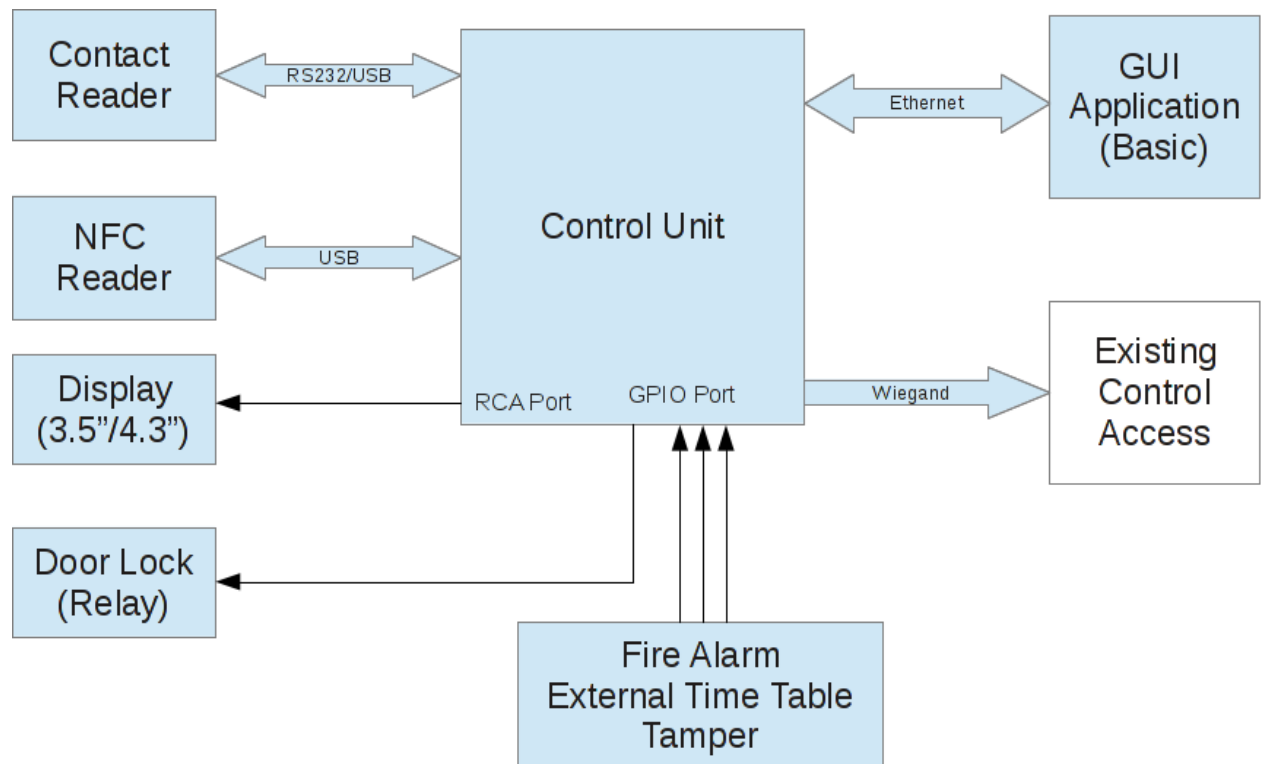 Contact
Reader
RS232/USB
Control Unit
Ethernet
GUI
Application
(Basic)
NFC
Reader
USB
Display
(3.5”/4.3”)
RCA Port
GPIO Port
Wiegand
Existing
Control
Access
Door Lock
(Relay)
Fire Alarm
External Time Table
Tamper